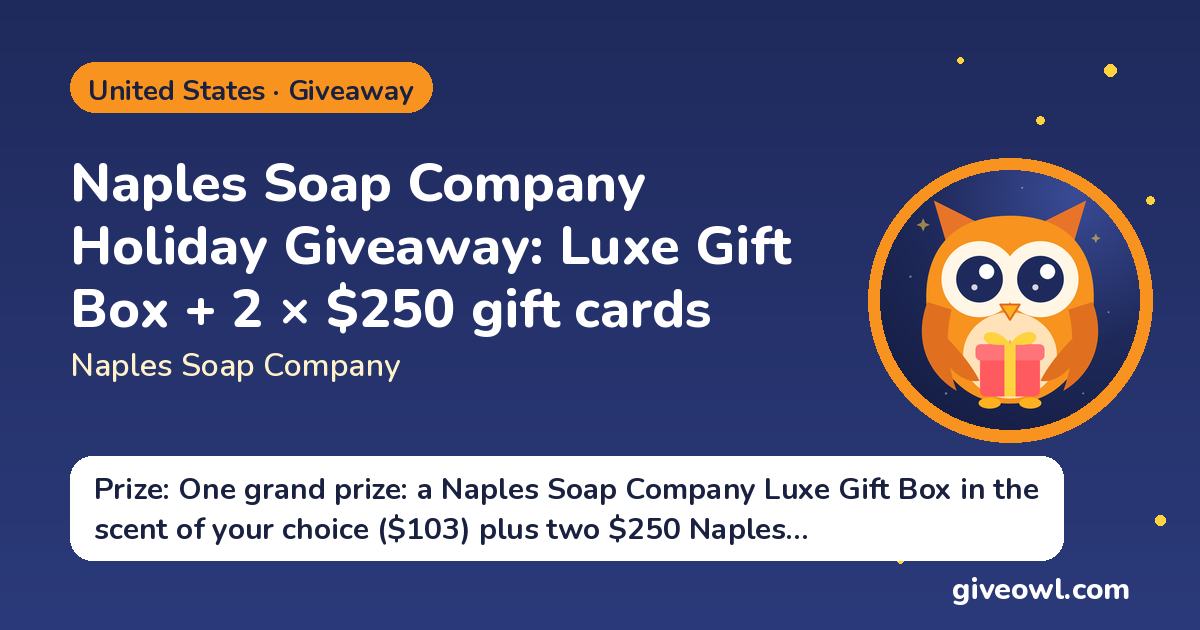 United States · Giveaway
Naples Soap Company
Holiday Giveaway: Luxe Gift
Box + 2 × $250 gift cards
Naples Soap Company
Prize: One grand prize: a Naples Soap Company Luxe Gift Box in the
scent of your choice ($103) plus two $250 Naples...
giveowl.com